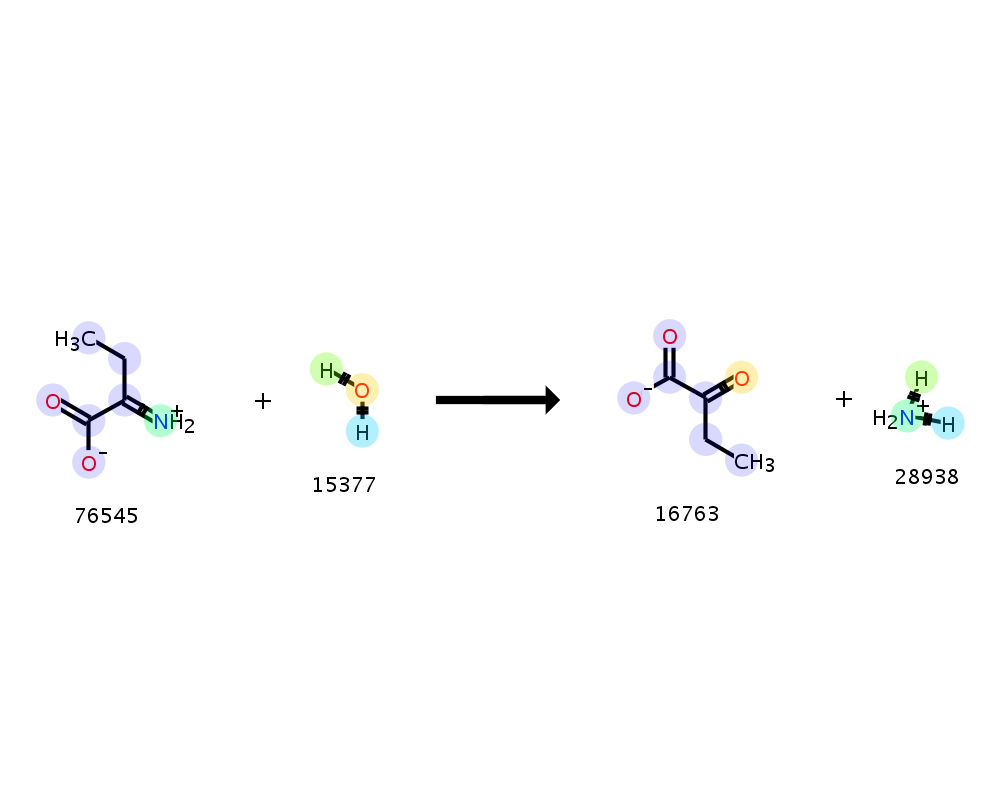 H3C
O
NH2+
O-
76545
+
H
O
H
15377
O
O-
O
CH3
16763
+
H
H2N+
H
28938